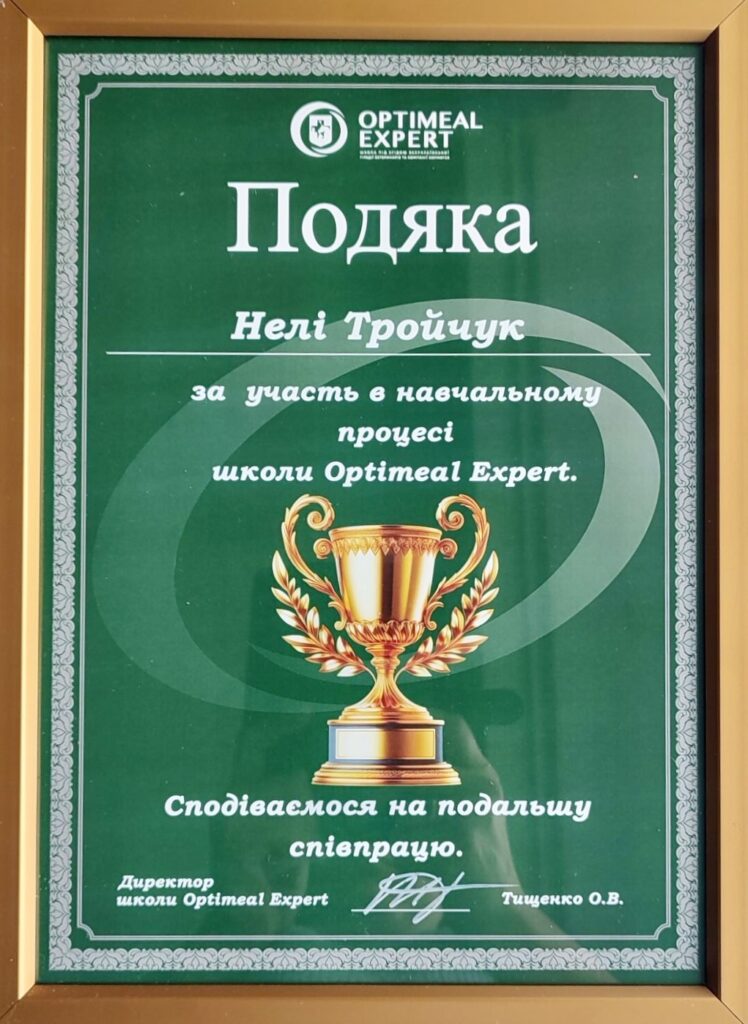 OPTIMEAL
EXPERT
Подяка
Нелі Тройчук
за участь в навчальному
процесі
школи Optimeal Expert.
Сподіваємося на подальшу
співпрацю.
Директор
школи Optimeal Expert
Тищенко О.В.